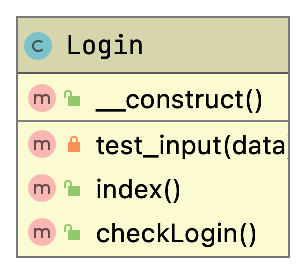 C Login
m __construct()
m test_input(data
m index()
m checkLogin()